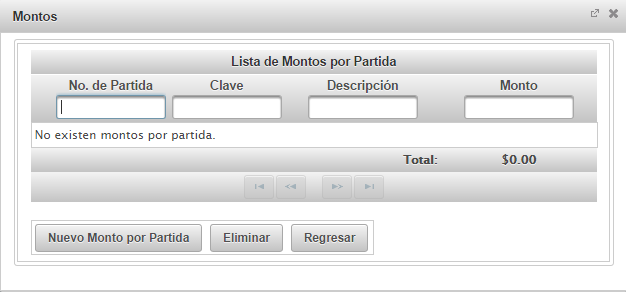 Montos
Lista de Montos por Partida
No. de Partida Clave Descripción Monto
No existen montos por partida.
Total: $0.00
Nuevo Monto por Partida Eliminar Regresar